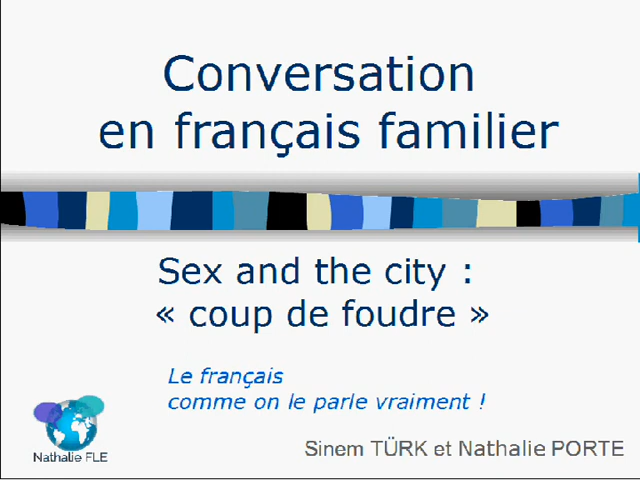 Conversation
en français familier
Sex and the city :
« coup de foudre »
Le français
comme on le parle vraiment !
Nathalie FLE
Sinem TÜRK et Nathalie PORTE